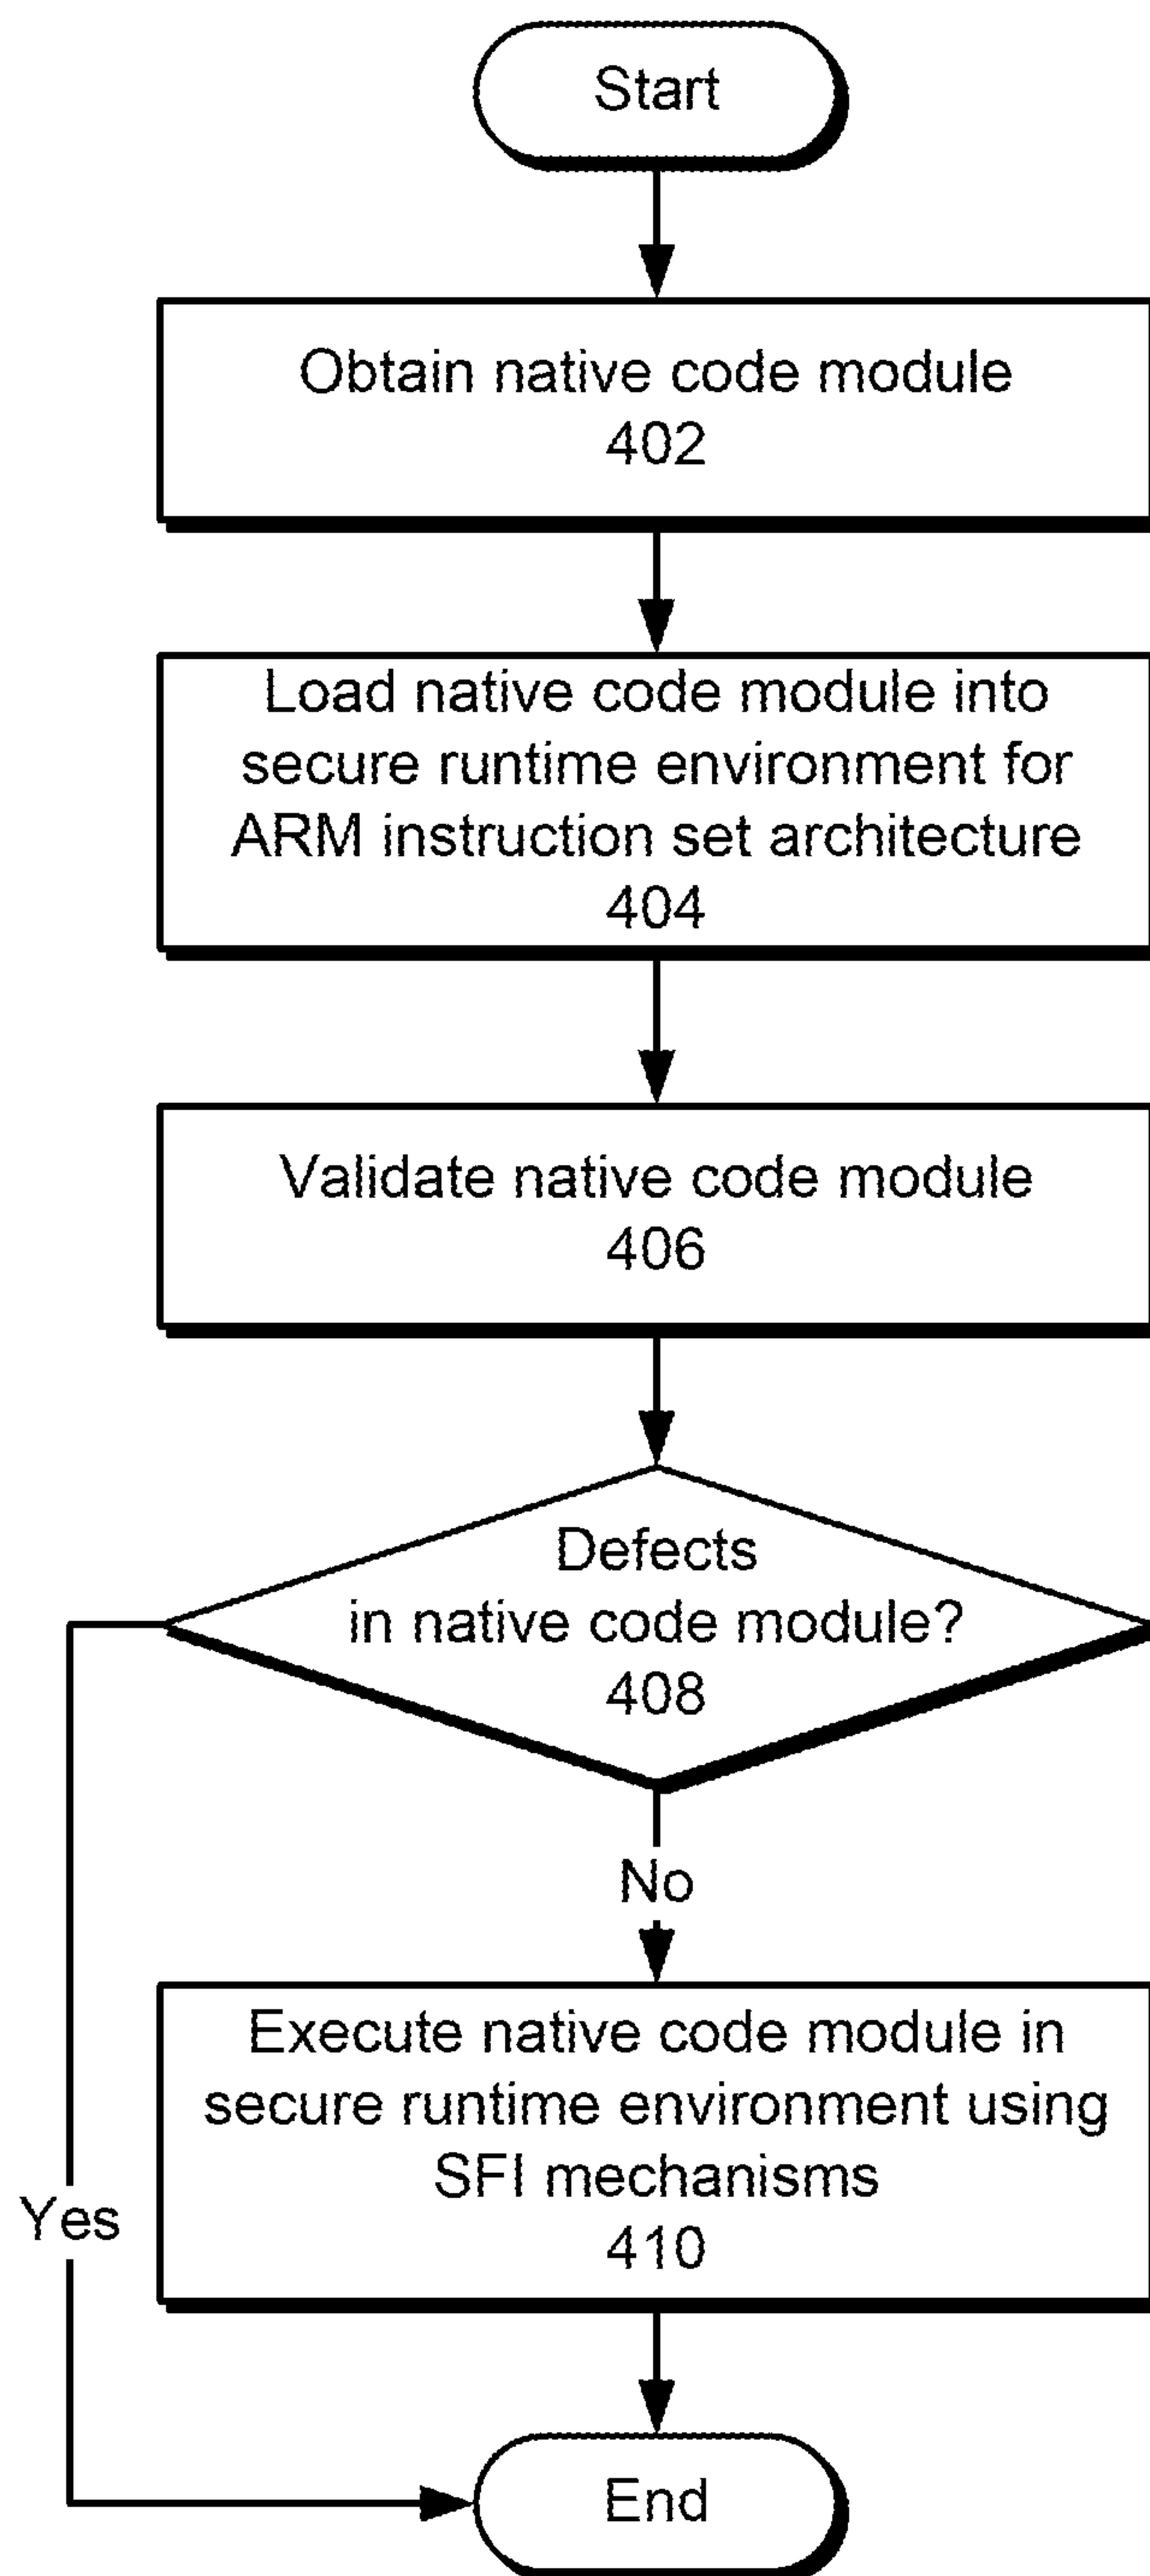 Start
Obtain native code module
402
Load native code module into
secure runtime environment for
ARM instruction set architecture
404
Validate native code module
406
Defects
in native code module?
408
No
Execute native code module in
secure runtime environment using
SFI mechanisms
410
Yes
End